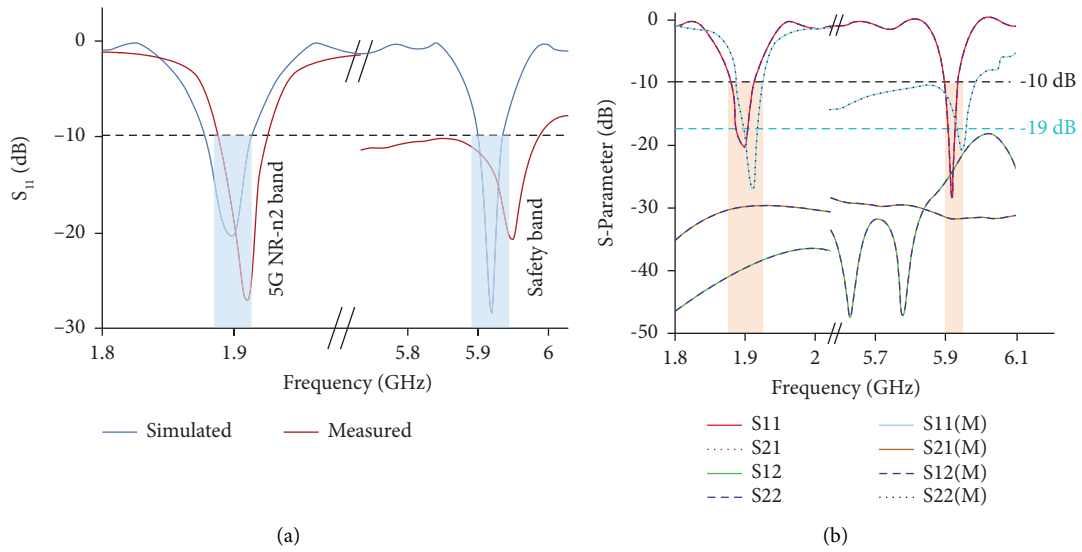 0
–10
–20
–30
S11 (dB)
5G NR-n2 band
Safety band
1.8
1.9
5.8
5.9
6
Frequency (GHz)
Simulated
Measured
(a)
0
-10
-20
-30
-40
-50
S-Parameter (dB)
-10 dB
-19 dB
1.8
1.9
2
5.7
5.9
6.1
Frequency (GHz)
S11
S21
S12
S22
S11(M)
S21(M)
S12(M)
S22(M)
(b)